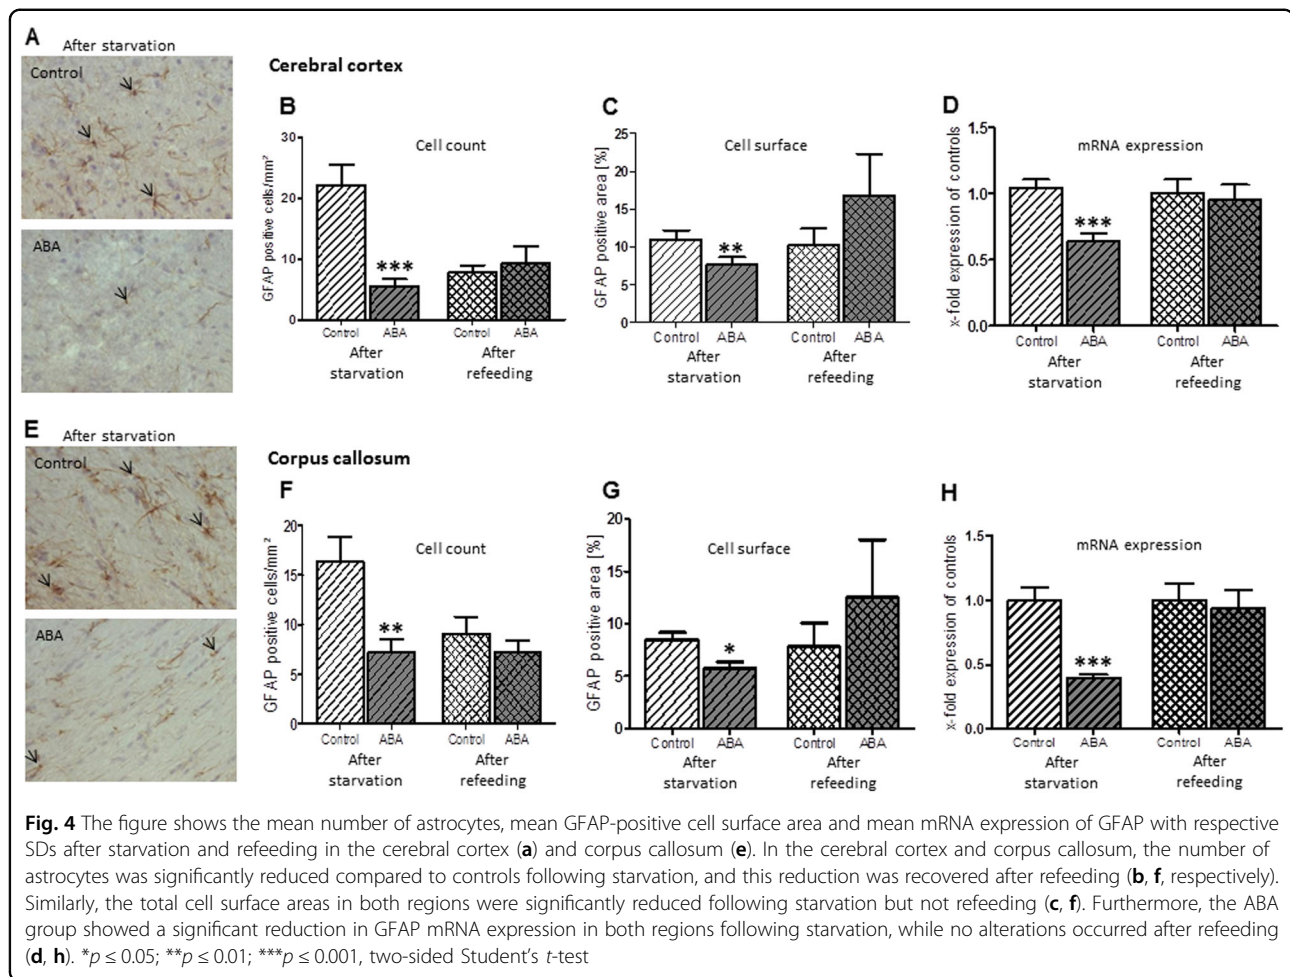 A
After starvation
Control
ABA
Cerebral cortex
B
Cell count
GFAP positive cells/mm²
30
20
10
0
Control ABA Control ABA
After starvation
After refeeding
C
Cell surface
GFAP positive area [%]
25
20
15
10
5
0
Control ABA Control ABA
After starvation
After refeeding
D
mRNA expression
x-fold expression of controls
1.5
1.0
0.5
0.0
Control ABA Control ABA
After starvation
After refeeding
**
***
***
E
After starvation
Control
ABA
Corpus callosum
F
Cell count
GFAP positive cells/mm²
20
15
10
5
0
**
Control ABA Control ABA
After starvation
After refeeding
G
Cell surface
GFAP positive area [%]
20
15
10
5
0
*
Control ABA Control ABA
After starvation
After refeeding
H
mRNA expression
x-fold expression of controls
1.5
1.0
0.5
0.0
***
Control ABA Control ABA
After starvation
After refeeding
Fig. 4 The figure shows the mean number of astrocytes, mean GFAP-positive cell surface area and mean mRNA expression of GFAP with respective
SDs after starvation and refeeding in the cerebral cortex (a) and corpus callosum (e). In the cerebral cortex and corpus callosum, the number of
astrocytes was significantly reduced compared to controls following starvation, and this reduction was recovered after refeeding (b, f, respectively).
Similarly, the total cell surface areas in both regions were significantly reduced following starvation but not refeeding (c, f). Furthermore, the ABA
group showed a significant reduction in GFAP mRNA expression in both regions following starvation, while no alterations occurred after refeeding
(d, h). *p ≤ 0.05; **p ≤ 0.01; ***p ≤ 0.001, two-sided Student's t-test